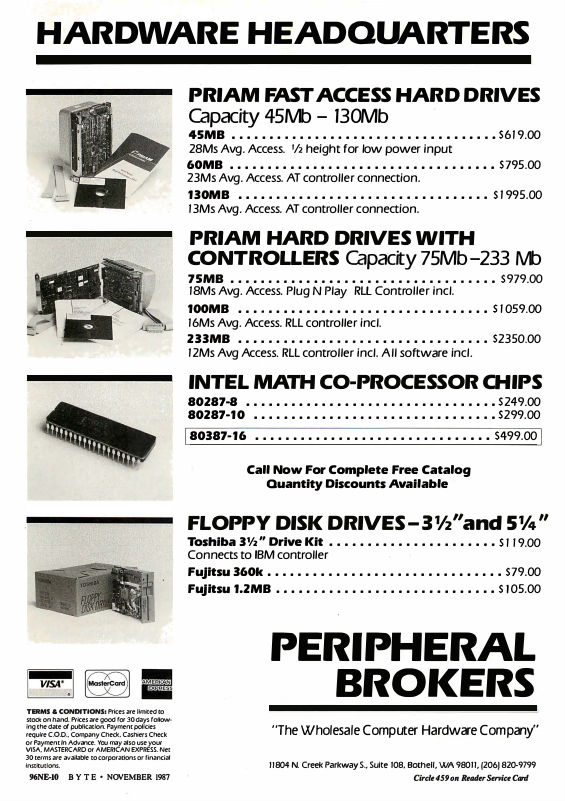 HARDWARE HEADQUARTERS
PRIAM FAST ACCESS HARD DRIVES
Capacity 45Mb – 130Mb
45MB ................................... $619.00
28Ms Avg. Access. ½ height for low power input
60MB ................................... $795.00
23Ms Avg. Access. AT controller connection.
130MB .................................. $1995.00
13Ms Avg. Access. AT controller connection.
PRIAM HARD DRIVES WITH
CONTROLLERS Capacity 75Mb–233 Mb
75MB ................................... $979.00
18Ms Avg. Access. Plug N Play RLL Controller incl.
100MB .................................. $1059.00
16Ms Avg. Access. RLL controller incl.
233MB .................................. $2350.00
12Ms Avg Access. RLL controller incl. All software incl.
INTEL MATH CO-PROCESSOR CHIPS
80287-8 ................................. $249.00
80287-10 ................................ $299.00
80387-16 ................................ $499.00
Call Now For Complete Free Catalog
Quantity Discounts Available
FLOPPY DISK DRIVES–3½" and 5¼"
Toshiba 3½" Drive Kit ...................... $119.00
Connects to IBM controller
Fujitsu 360k ............................... $79.00
Fujitsu 1.2MB ............................. $105.00
TOSHIBA
FLOPPY
DISK DRIVE
PERIPHERAL
BROKERS
VISA
MasterCard
AMERICAN
EXPRESS
TERMS & CONDITIONS: Prices are limited to
stock on hand. Prices are good for 30 days follow-
ing the date of publication. Payment policies
require C.O.D., Company Check, Cashiers Check
or Payment In Advance. You may also use your
VISA, MASTERCARD or AMERICAN EXPRESS. Net
30 terms are available to corporations or financial
institutions.
"The Wholesale Computer Hardware Company"
11804 N. Creek Parkway S., Suite 108, Bothell, WA 98011, (206) 820-9799
96NE-10 BYTE • NOVEMBER 1987
Circle 459 on Reader Service Card